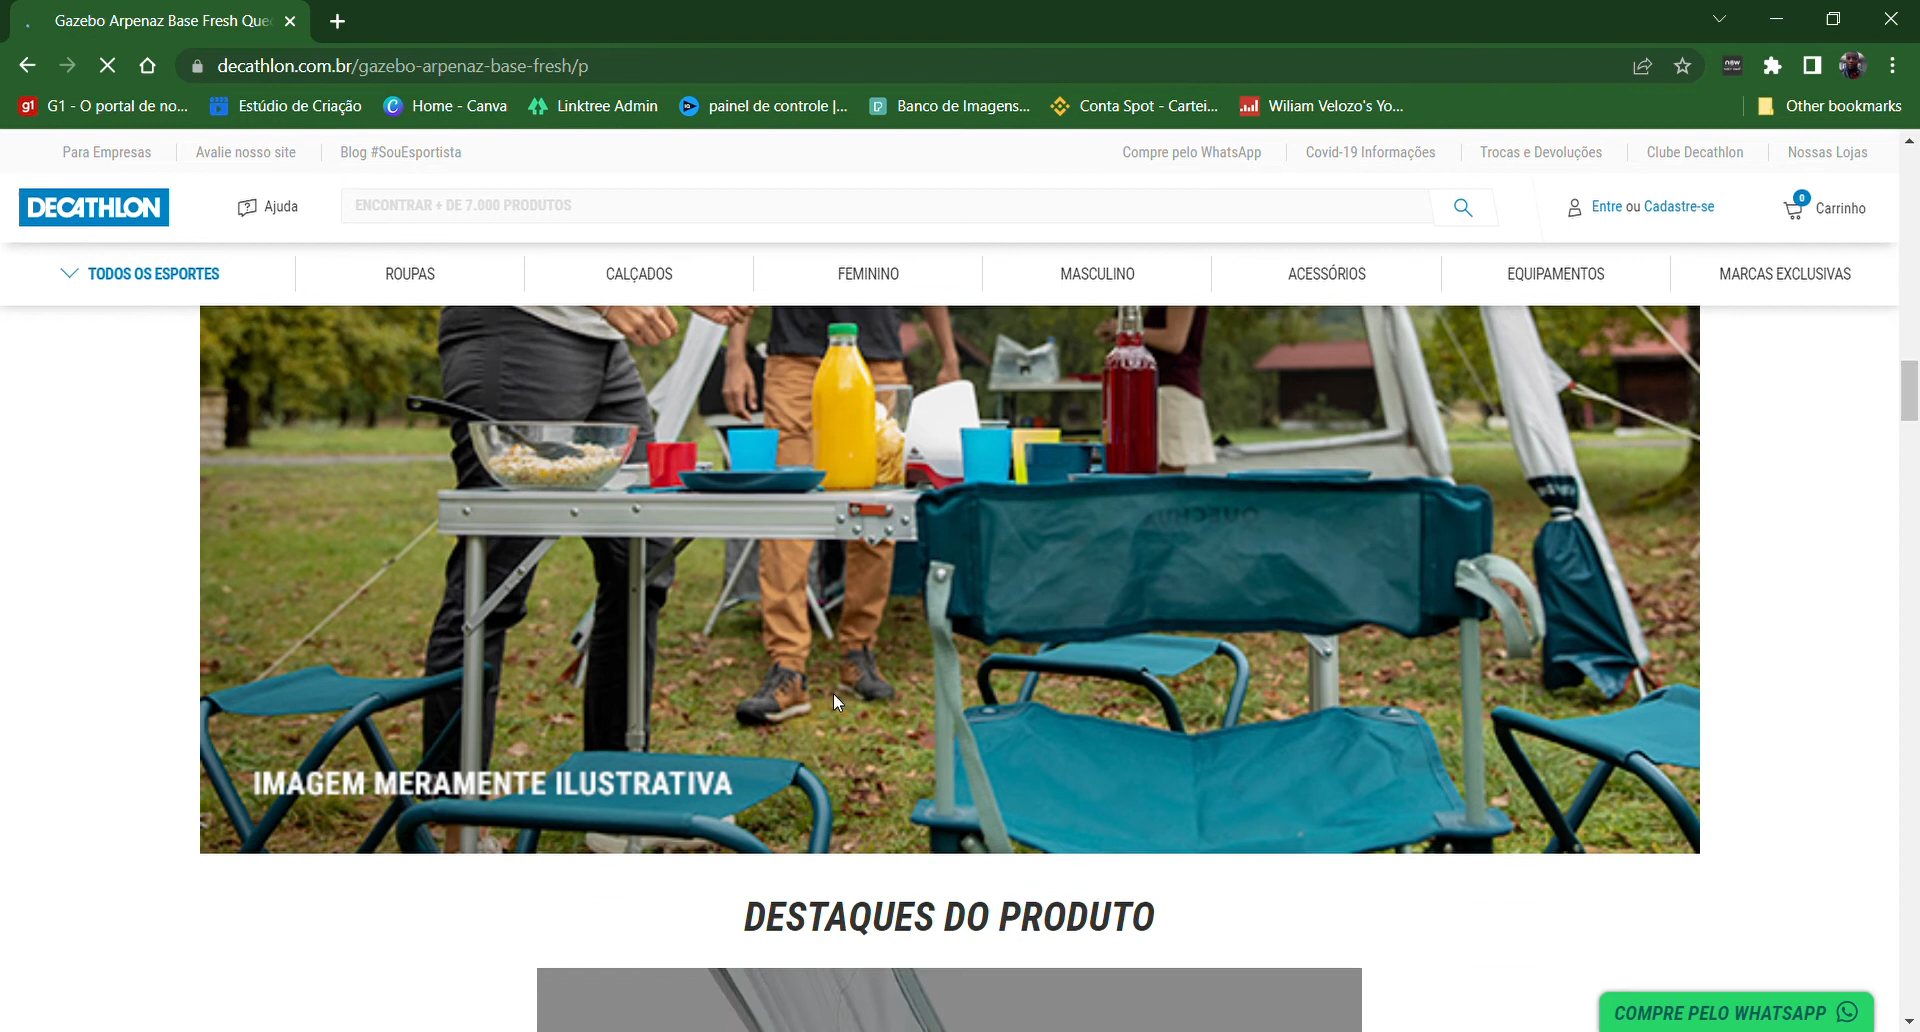 Gazebo Arpenaz Base Fresh Que
decathlon.com.br/gazebo-arpenaz-base-fresh/p
G1 - O portal de no...
Estúdio de Criação
Home - Canva
Linktree Admin
painel de controle |...
Banco de Imagens...
Conta Spot - Cartei...
Wiliam Velozo's Yo...
Other bookmarks
Para Empresas
Avalie nosso site
Blog #SouEsportista
Compre pelo WhatsApp
Covid-19 Informações
Trocas e Devoluções
Clube Decathlon
Nossas Lojas
DECATHLON
Ajuda
ENCONTRAR + DE 7.000 PRODUTOS
Entre ou Cadastre-se
0
Carrinho
TODOS OS ESPORTES
ROUPAS
CALÇADOS
FEMININO
MASCULINO
ACESSÓRIOS
EQUIPAMENTOS
MARCAS EXCLUSIVAS
QUECHUA
IMAGEM MERAMENTE ILUSTRATIVA
DESTAQUES DO PRODUTO
COMPRE PELO WHATSAPP